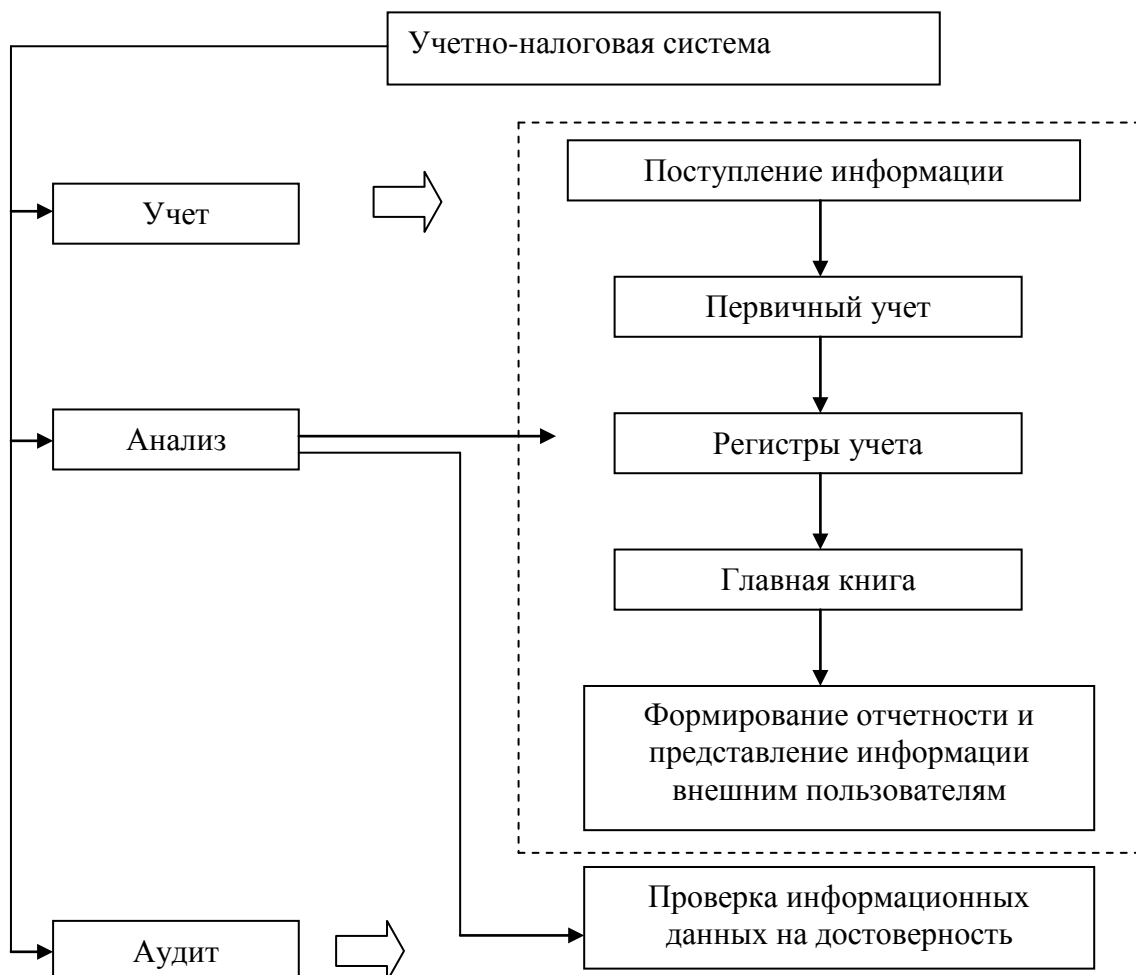 Учетно-налоговая система
Поступление информации
Учет
Первичный учет
Анализ
Регистры учета
Главная книга
Формирование отчетности и
представление информации
внешним пользователям
Проверка информационных
данных на достоверность
Аудит